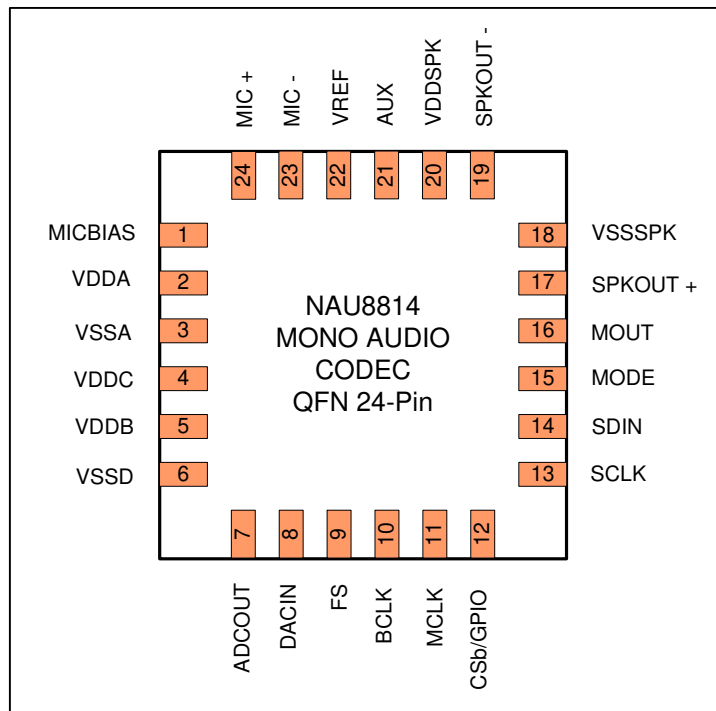 MIC +
MIC -
VREF
AUX
VDDSPK
SPKOUT -
24
23
22
21
20
19
MICBIAS
1
VDDA
2
VSSA
3
VDDC
4
VDDB
5
VSSD
6
NAU8814
MONO AUDIO
CODEC
QFN 24-Pin
18
VSSSPK
17
SPKOUT +
16
MOUT
15
MODE
14
SDIN
13
SCLK
7
8
9
10
11
12
ADCOUT
DACIN
FS
BCLK
MCLK
CSb/GPIO